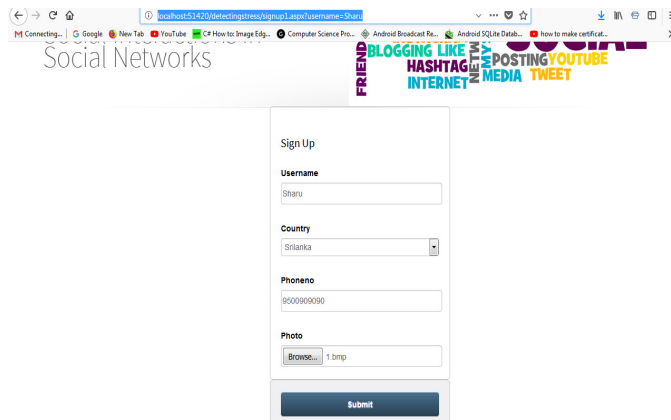 localhost:51420/detectingstress/signup1.aspx?username=Sharu
Connecting... G Google New Tab YouTube C# How to: Image Edg... Computer Science Pro... Android Broadcast Re... Android SQLite Datab... how to make certificat...
Social Networks
FRIEND
BLOGGING LIKE
HASHTAG
INTERNET
MY
SOCIAL
POSTING YOUTUBE
MEDIA TWEET
Sign Up
Username
Sharu
Country
Srilanka
Phoneno
9500909090
Photo
Browse... 1.bmp
Submit